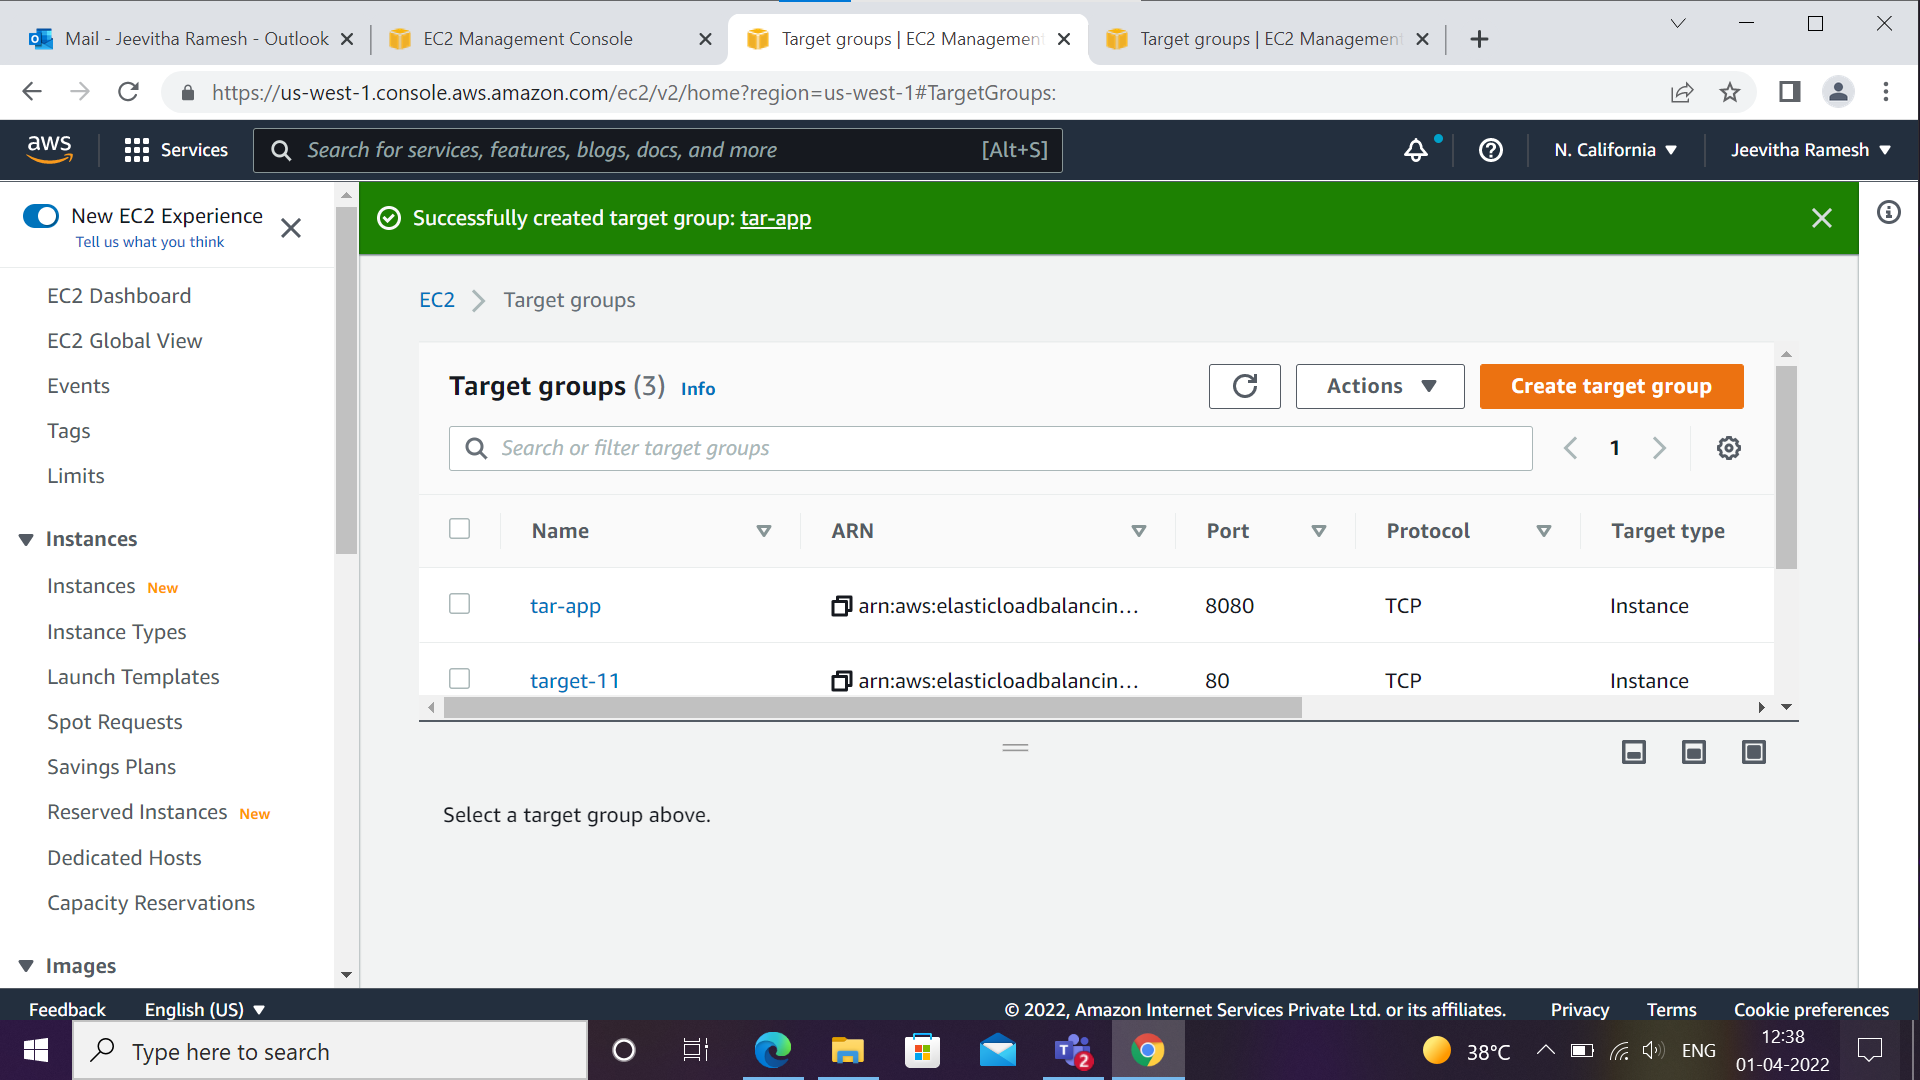 Mail - Jeevitha Ramesh - Outlook
EC2 Management Console
Target groups | EC2 Management
Target groups | EC2 Management
https://us-west-1.console.aws.amazon.com/ec2/v2/home?region=us-west-1#TargetGroups:
aws
Services
Search for services, features, blogs, docs, and more
[Alt+S]
N. California
Jeevitha Ramesh
New EC2 Experience
Tell us what you think
EC2 Dashboard
EC2 Global View
Events
Tags
Limits
Instances
Instances New
Instance Types
Launch Templates
Spot Requests
Savings Plans
Reserved Instances New
Dedicated Hosts
Capacity Reservations
Images
Successfully created target group: tar-app
EC2 Target groups
Target groups (3) Info
Actions
Create target group
Search or filter target groups
1
Name ARN Port Protocol Target type
tar-app arn:aws:elasticloadbalancin... 8080 TCP Instance
target-11 arn:aws:elasticloadbalancin... 80 TCP Instance
Select a target group above.
Feedback English (US) © 2022, Amazon Internet Services Private Ltd. or its affiliates. Privacy Terms Cookie preferences
Type here to search
2
38°C
ENG
12:38
01-04-2022